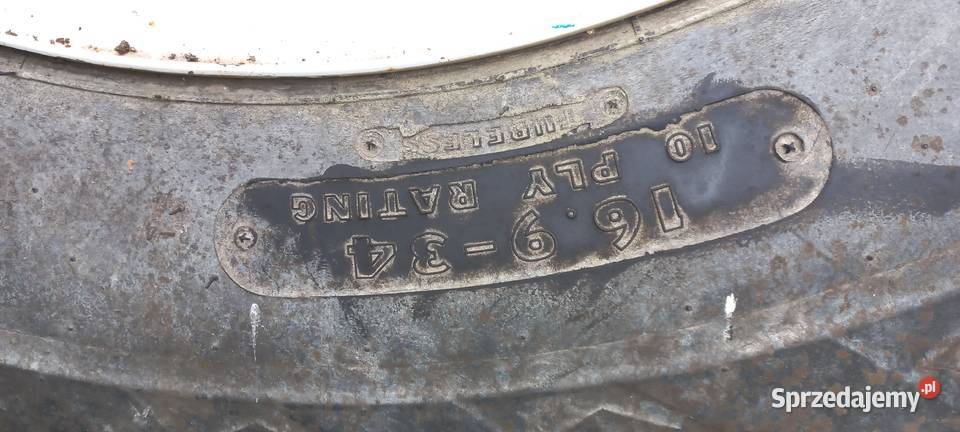 16.9-34
10 PLY RATING
TUBELESS
Sprzedajemy.pl